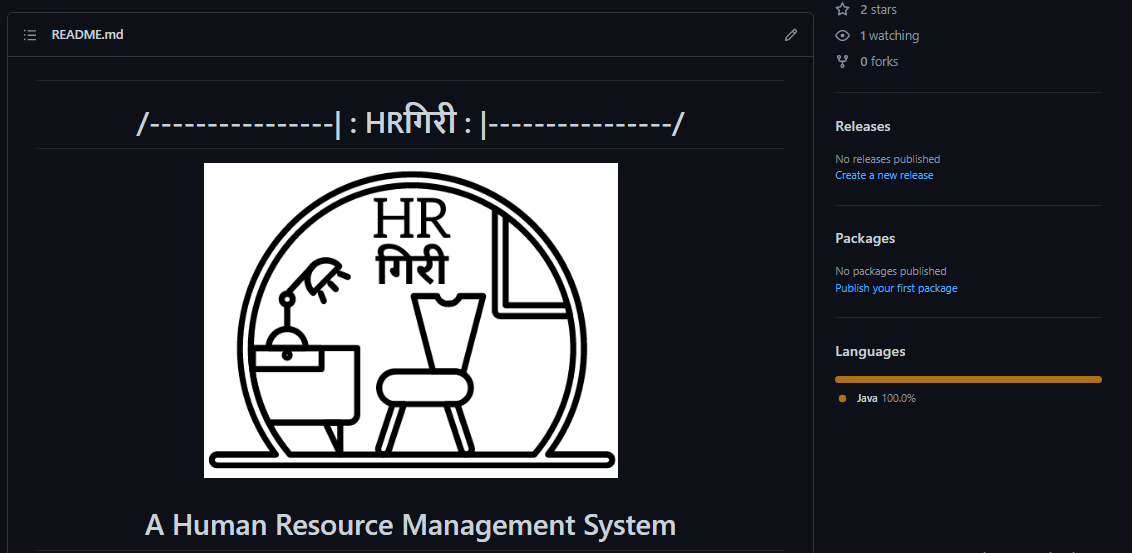 README.md
/----------------| : HRगिरी : |----------------/
HR
गिरी
A Human Resource Management System
2 stars
1 watching
0 forks
Releases
No releases published
Create a new release
Packages
No packages published
Publish your first package
Languages
Java 100.0%